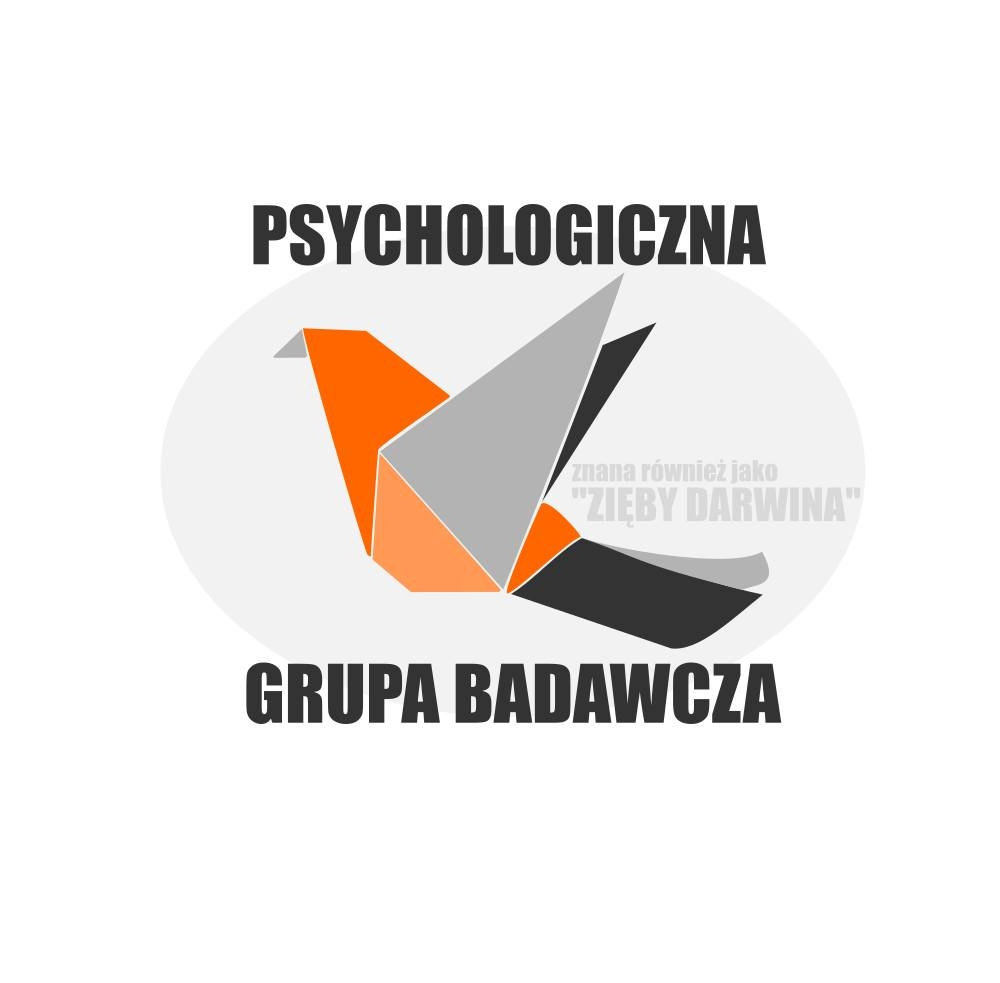 PSYCHOLOGICZNA
znana również jako
"ZIĘBY DARWINA"
GRUPA BADAWCZA